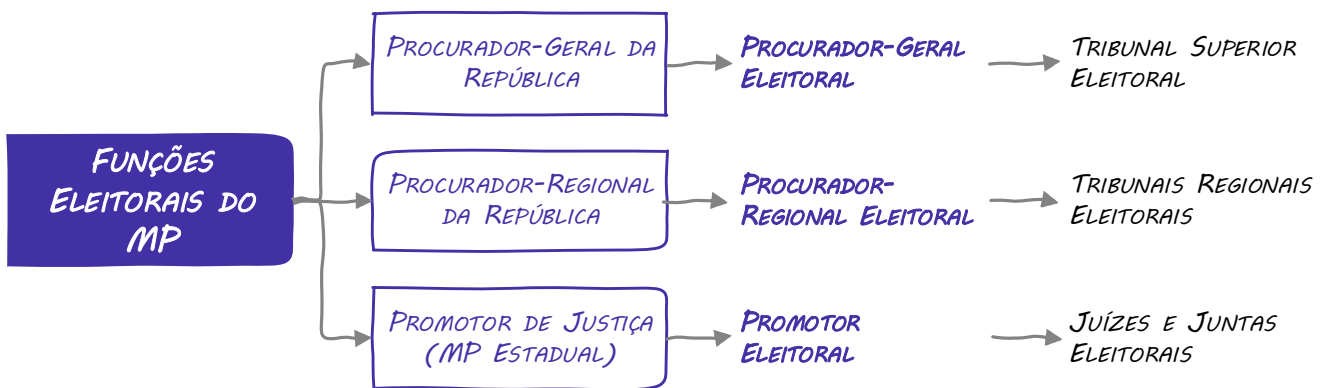 Funções
Eleitorais do
MP
Procurador-Geral da
República
Procurador-Geral
Eleitoral
Tribunal Superior
Eleitoral
Procurador-Regional
da República
Procurador-
Regional Eleitoral
Tribunais Regionais
Eleitorais
Promotor de Justiça
(MP Estadual)
Promotor
Eleitoral
Juízes e Juntas
Eleitorais